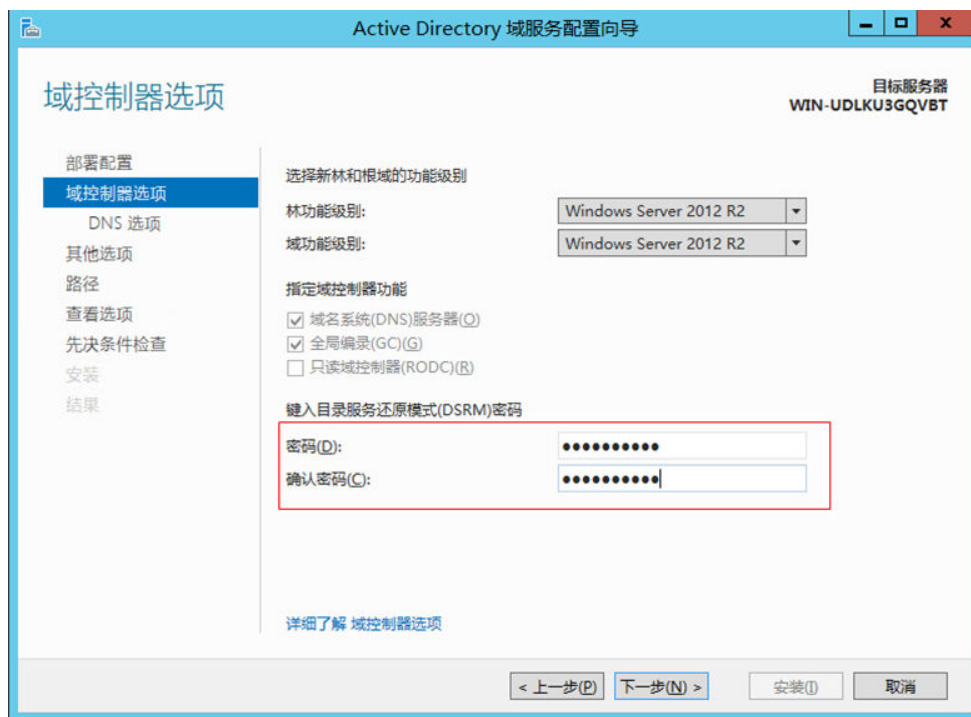 Active Directory 域服务配置向导
域控制器选项
目标服务器
WIN-UDLKU3GQVBT
部署配置
域控制器选项
DNS 选项
其他选项
路径
查看选项
先决条件检查
安装
结果
选择新林和根域的功能级别
林功能级别: Windows Server 2012 R2
域功能级别: Windows Server 2012 R2
指定域控制器功能
域名系统(DNS)服务器(O)
全局编录(GC)(G)
只读域控制器(RODC)(R)
键入目录服务还原模式(DSRM)密码
密码(D): ●●●●●●●●●●
确认密码(C): ●●●●●●●●●●
详细了解 域控制器选项
< 上一步(P) 下一步(N) > 安装(I) 取消